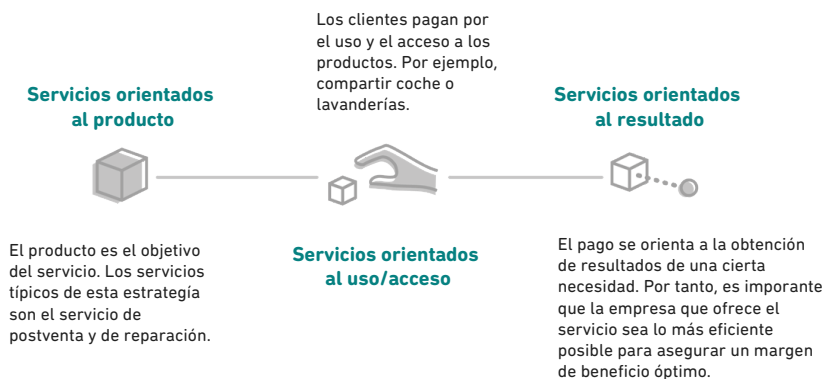 Servicios orientados
al producto
El producto es el objetivo
del servicio. Los servicios
típicos de esta estrategía
son el servicio de
postventa y de reparación.
Los clientes pagan por
el uso y el acceso a los
productos. Por ejemplo,
compartir coche o
lavanderías.
Servicios orientados
al uso/acceso
Servicios orientados
al resultado
El pago se orienta a la obtención
de resultados de una cierta
necesidad. Por tanto, es imporante
que la empresa que ofrece el
servicio sea lo más eficiente
posible para asegurar un margen
de beneficio óptimo.